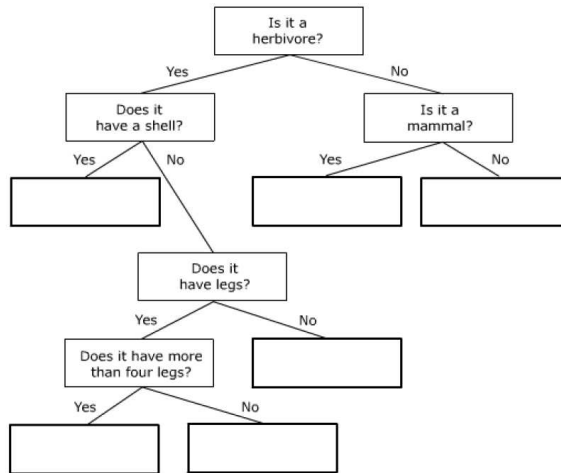 Is it a
herbivore?
Yes
No
Does it
have a shell?
Is it a
mammal?
Yes
No
Yes
No
Does it
have legs?
Yes
No
Does it have more
than four legs?
Yes
No